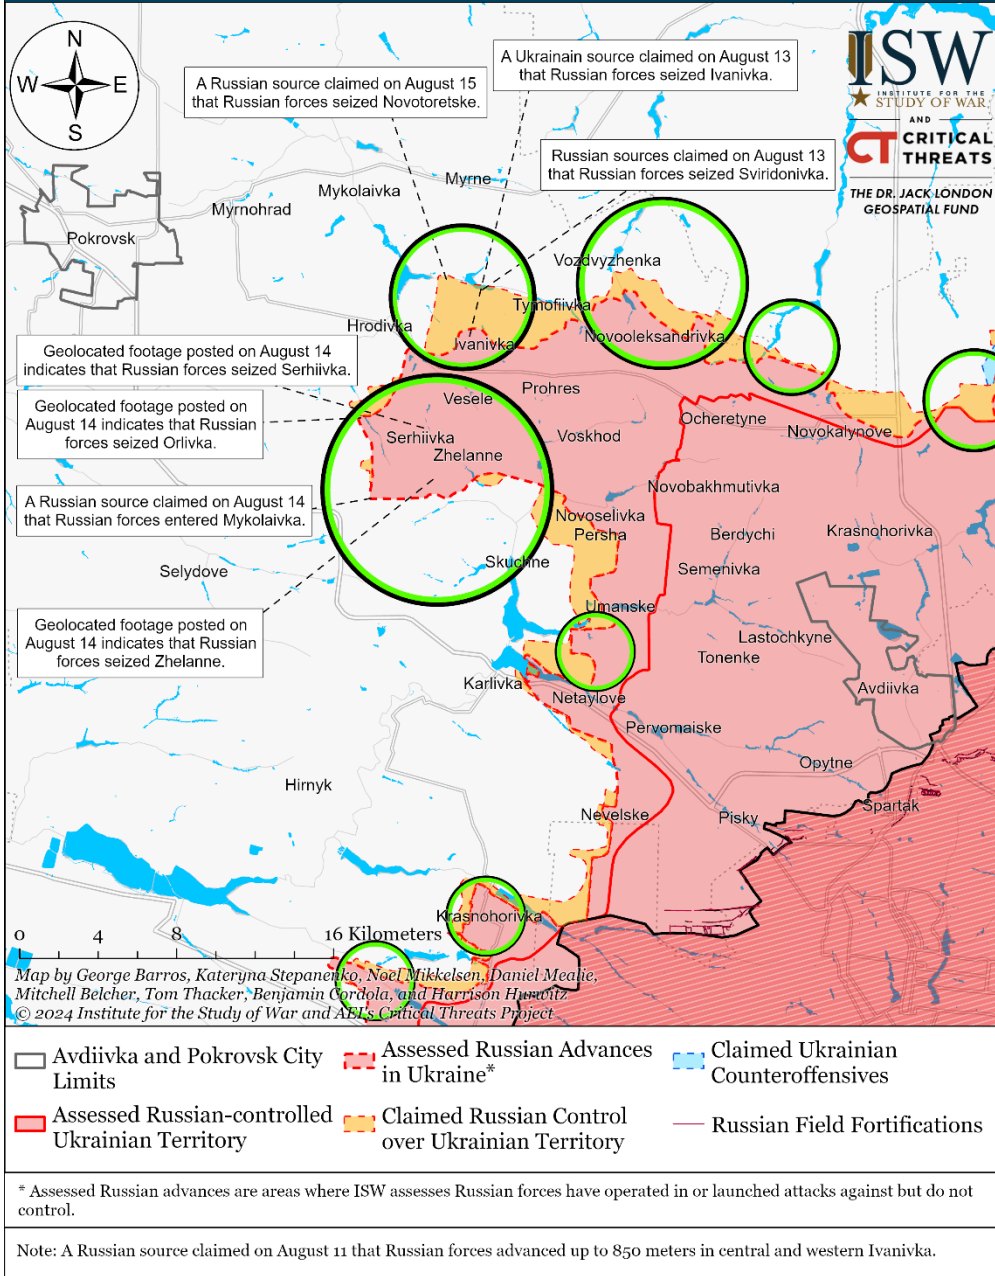 N
W
E
S
A Ukrainain source claimed on August 13
that Russian forces seized Ivanivka.
A Russian source claimed on August 15
that Russian forces seized Novotoretske.
Russian sources claimed on August 13
that Russian forces seized Sviridonivka.
ISW
INSTITUTE FOR THE
STUDY OF WAR
AND
CT CRITICAL
THREATS
THE DR. JACK LONDON
GEOSPATIAL FUND
Myrne
Mykolaivka
Myrnohrad
Pokrovsk
Vozdvyzhenka
Tymofiivka
Hrodivka
Ivanivka
Novooleksandrivka
Geolocated footage posted on August 14
indicates that Russian forces seized Serhiivka.
Prohres
Vesele
Geolocated footage posted on
August 14 indicates that Russian
forces seized Orlivka.
Ocheretyne
Novokalynove
Serhiivka
Voskhod
Zhelanne
A Russian source claimed on August 14
that Russian forces entered Mykolaivka.
Novobakhmutivka
Novoselivka
Persha
Berdychi
Krasnohorivka
Skuchne
Selydove
Semenivka
Umanske
Geolocated footage posted on
August 14 indicates that Russian
forces seized Zhelanne.
Lastochkyne
Tonenke
Karlivka
Netaylove
Avdiivka
Pervomaiske
Opytne
Hirnyk
Nevelske
Pisky
Spartak
Krasnohorivka
0 4 8 16 Kilometers
Map by George Barros, Kateryna Stepanenko, Noel Mikkelsen, Daniel Mealie,
Mitchell Belcher, Tom Thacker, Benjamin Cordola, and Harrison Hurwitz
© 2024 Institute for the Study of War and AEI's Critical Threats Project
Avdiivka and Pokrovsk City
Limits
Assessed Russian Advances
in Ukraine*
Claimed Ukrainian
Counteroffensives
Assessed Russian-controlled
Ukrainian Territory
Claimed Russian Control
over Ukrainian Territory
Russian Field Fortifications
* Assessed Russian advances are areas where ISW assesses Russian forces have operated in or launched attacks against but do not
control.
Note: A Russian source claimed on August 11 that Russian forces advanced up to 850 meters in central and western Ivanivka.